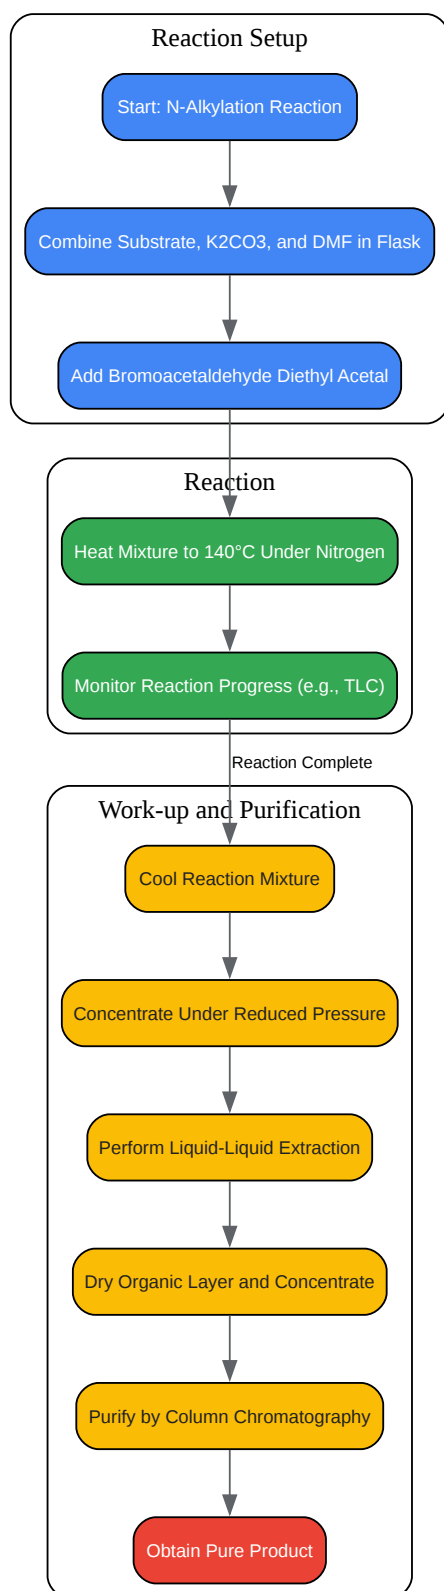 Reaction Setup
Start: N-Alkylation Reaction
Combine Substrate, K2CO3, and DMF in Flask
Add Bromoacetaldehyde Diethyl Acetal
Reaction
Heat Mixture to 140°C Under Nitrogen
Monitor Reaction Progress (e.g., TLC)
Reaction Complete
Work-up and Purification
Cool Reaction Mixture
Concentrate Under Reduced Pressure
Perform Liquid-Liquid Extraction
Dry Organic Layer and Concentrate
Purify by Column Chromatography
Obtain Pure Product